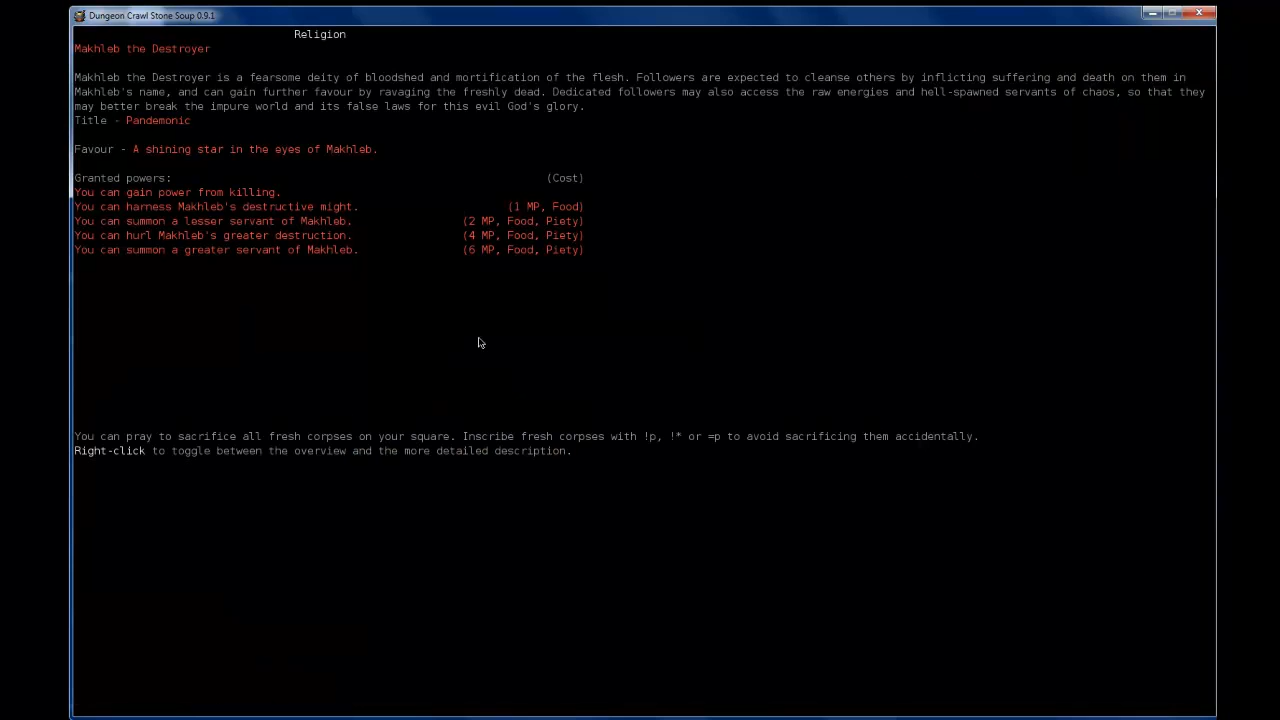 Dungeon Crawl Stone Soup 0.9.1
Religion
Makhleb the Destroyer
Makhleb the Destroyer is a fearsome deity of bloodshed and mortification of the flesh. Followers are expected to cleanse others by inflicting suffering and death on them in
Makhleb's name, and can gain further favour by ravaging the freshly dead. Dedicated followers may also access the raw energies and hell-spawned servants of chaos, so that they
may better break the impure world and its false laws for this evil God's glory.
Title - Pandemonic
Favour - A shining star in the eyes of Makhleb.
Granted powers: (Cost)
You can gain power from killing.
You can harness Makhleb's destructive might. (1 MP, Food)
You can summon a lesser servant of Makhleb. (2 MP, Food, Piety)
You can hurl Makhleb's greater destruction. (4 MP, Food, Piety)
You can summon a greater servant of Makhleb. (6 MP, Food, Piety)
You can pray to sacrifice all fresh corpses on your square. Inscribe fresh corpses with !p, !* or =p to avoid sacrificing them accidentally.
Right-click to toggle between the overview and the more detailed description.